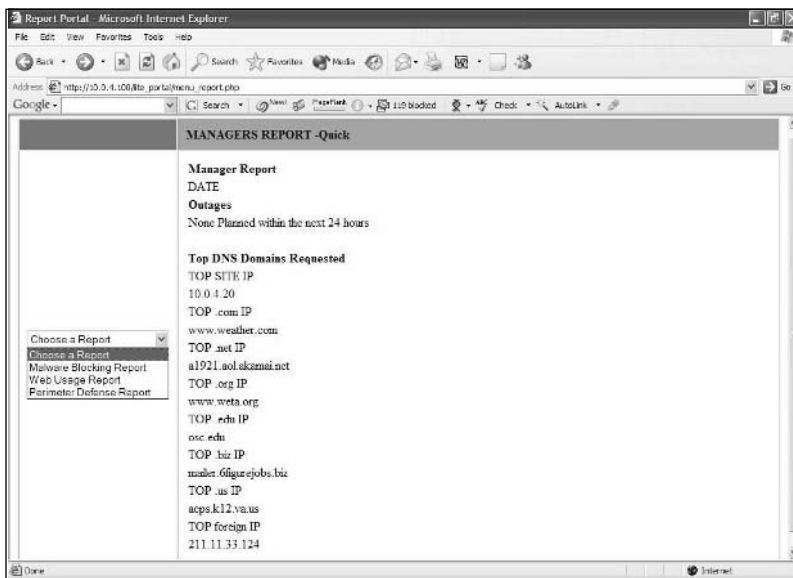 Report Portal - Microsoft Internet Explorer
File Edit View Favorites Tools Help
Back Search Favorites Media
Address http://10.0.4.100/lite_portal/menu_report.php Go
Google Search New! PageRank 119 blocked Check AutoLink
MANAGERS REPORT -Quick
Manager Report
DATE
Outages
None Planned within the next 24 hours
Top DNS Domains Requested
TOP SITE IP
10.0.4.20
TOP .com IP
www.weather.com
TOP .net IP
a1921.aol.akamai.net
TOP .org IP
www.weta.org
TOP .edu IP
osc.edu
TOP .biz IP
mailer.6figurejobs.biz
TOP .us IP
acps.k12.va.us
TOP foreign IP
211.11.33.124
Choose a Report
Choose a Report
Malware Blocking Report
Web Usage Report
Perimeter Defense Report
Done Internet